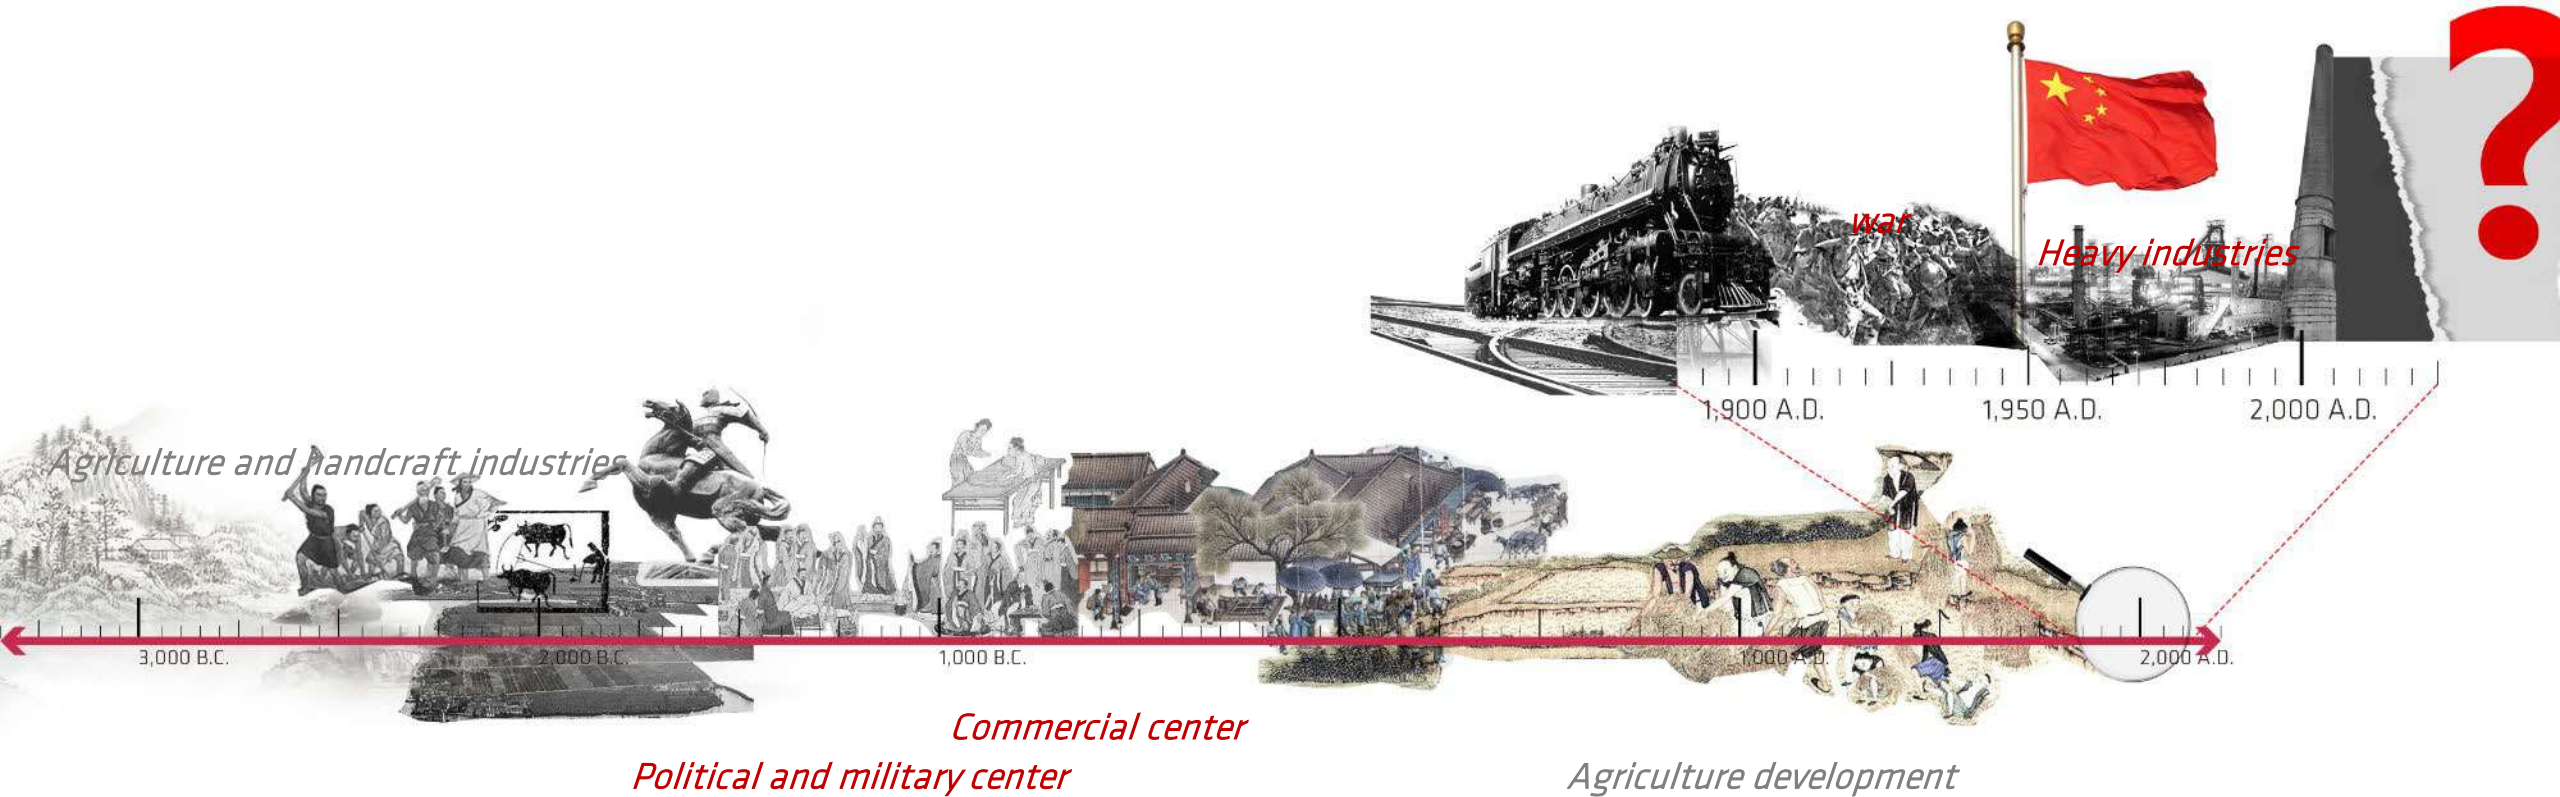 war
Heavy industries
1,900 A.D.
1,950 A.D.
2,000 A.D.
?
Agriculture and handcraft industries
3,000 B.C.
2,000 B.C.
1,000 B.C.
1,000 A.D.
2,000 A.D.
Commercial center
Political and military center
Agriculture development